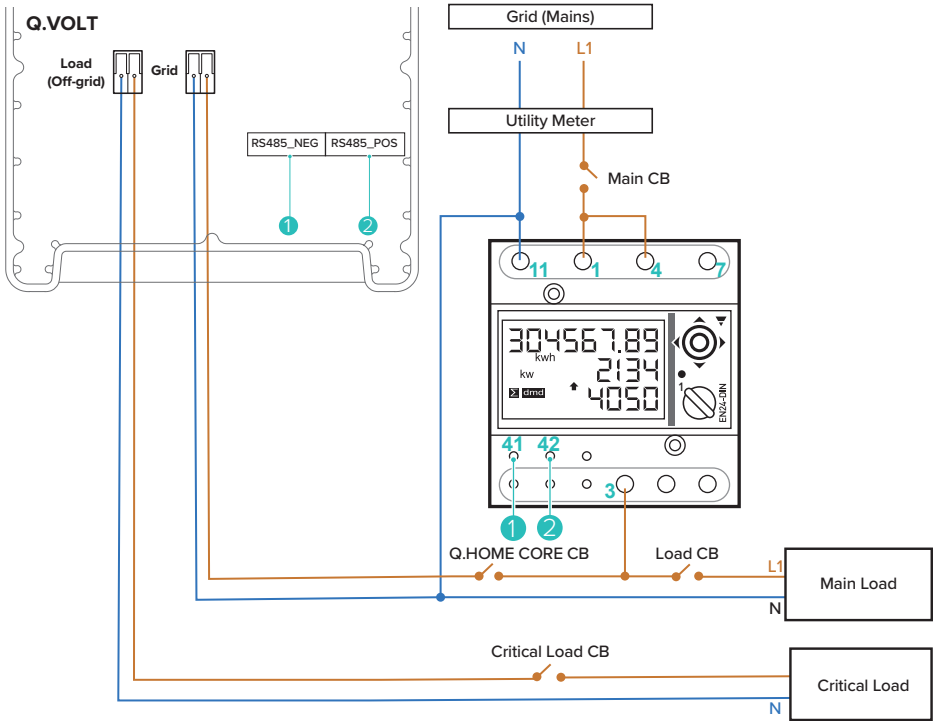 Q.VOLT
Load
(Off-grid)
Grid
RS485_NEG
RS485_POS
1
2
Grid (Mains)
N
L1
Utility Meter
Main CB
11
1
4
7
304567.89
kwh
2134
kw
Σ dmd
4050
1
EN24-DIN
41
42
3
1
2
Q.HOME CORE CB
Load CB
L1
Main Load
N
Critical Load CB
Critical Load
N